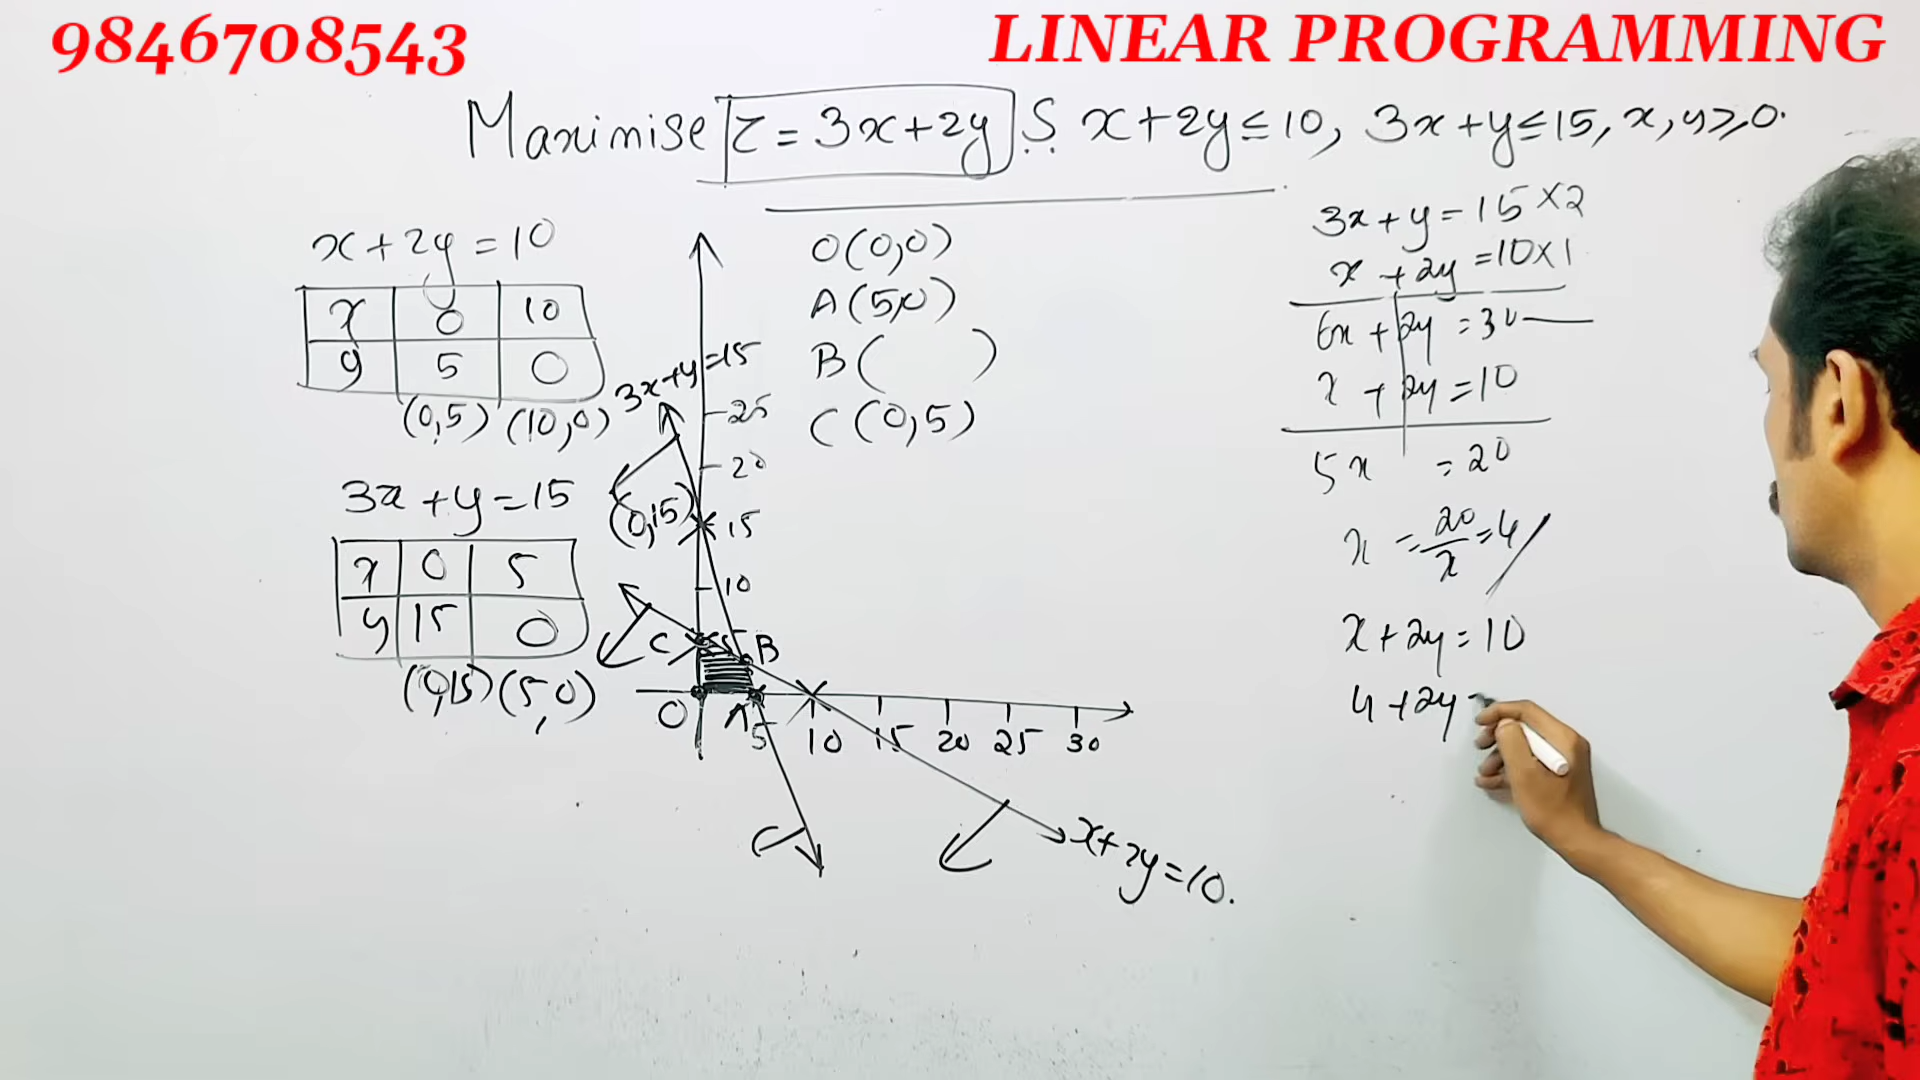 9846708543
LINEAR PROGRAMMING
Maximise z = 3x+2y S.. x+2y≤10, 3x+y≤15, x,y≥0.
x+2y=10
x 0 10
y 5 0
(0,5) (10,0)
3x+y=15
x 0 5
y 15 0
(0,15) (5,0)
3x+y=15
25
20
(0,15) 15
10
C 5 B
O A 5 10 15 20 25 30
x+2y=10.
O(0,0)
A(5,0)
B( )
C(0,5)
3x+y=15×2
x+2y=10×1
6x+2y=30
x+2y=10
5x =20
x = 20/x = 4
x+2y=10
4+2y=